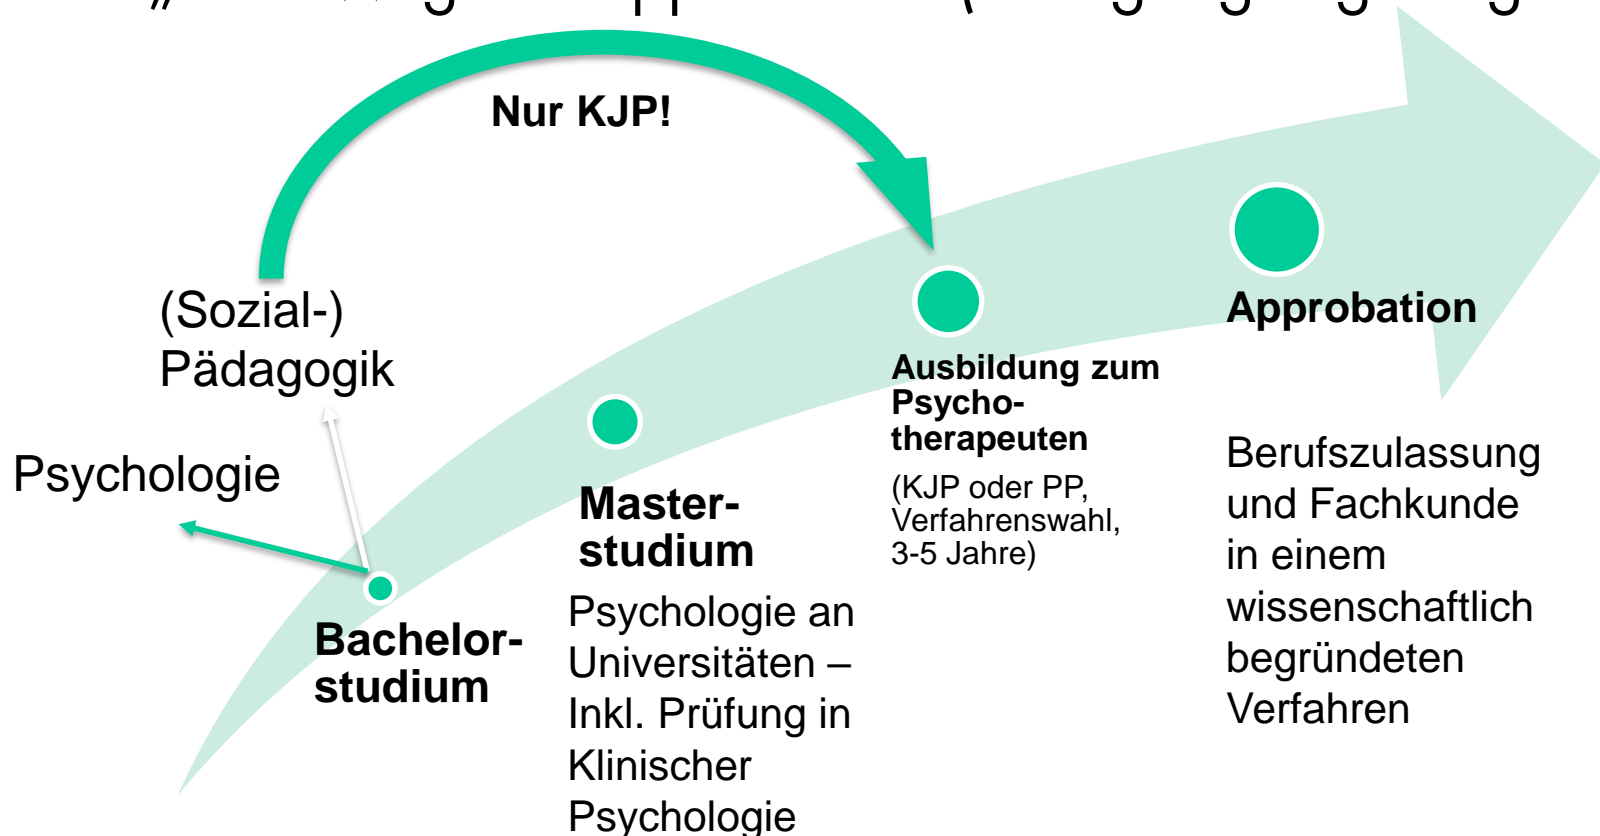 Nur KJP!
(Sozial-)
Pädagogik
Psychologie
Bachelor-
studium
Master-
studium
Psychologie an
Universitäten –
Inkl. Prüfung in
Klinischer
Psychologie
Ausbildung zum
Psycho-
therapeuten
(KJP oder PP,
Verfahrenswahl,
3-5 Jahre)
Approbation
Berufszulassung
und Fachkunde
in einem
wissenschaftlich
begründeten
Verfahren